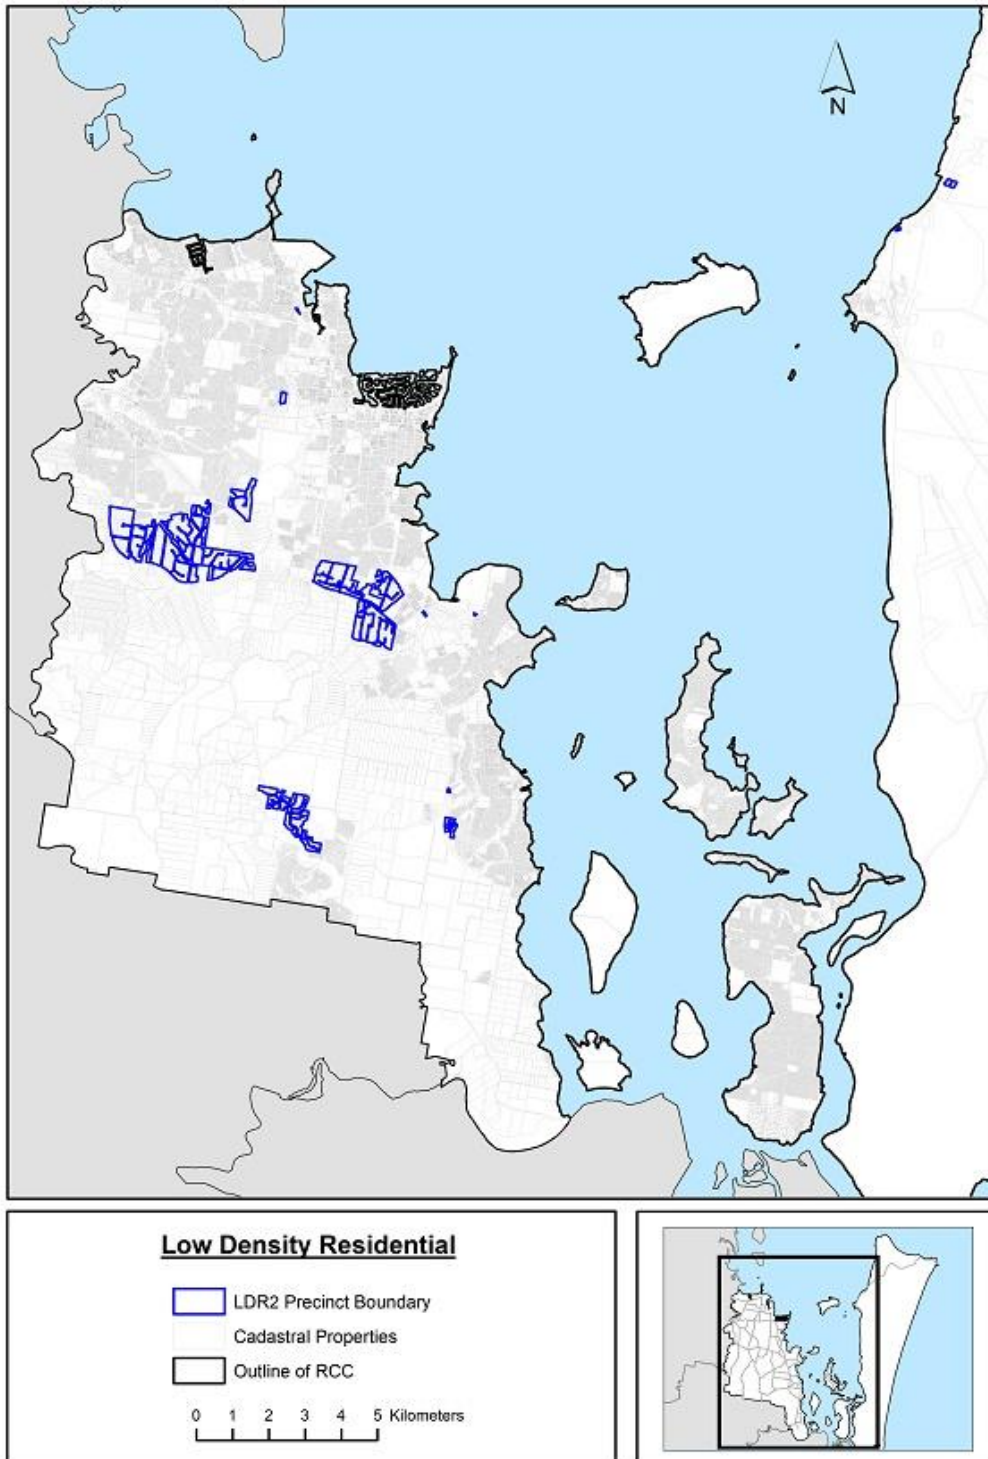 N
Low Density Residential
LDR2 Precinct Boundary
Cadastral Properties
Outline of RCC
0 1 2 3 4 5 Kilometers